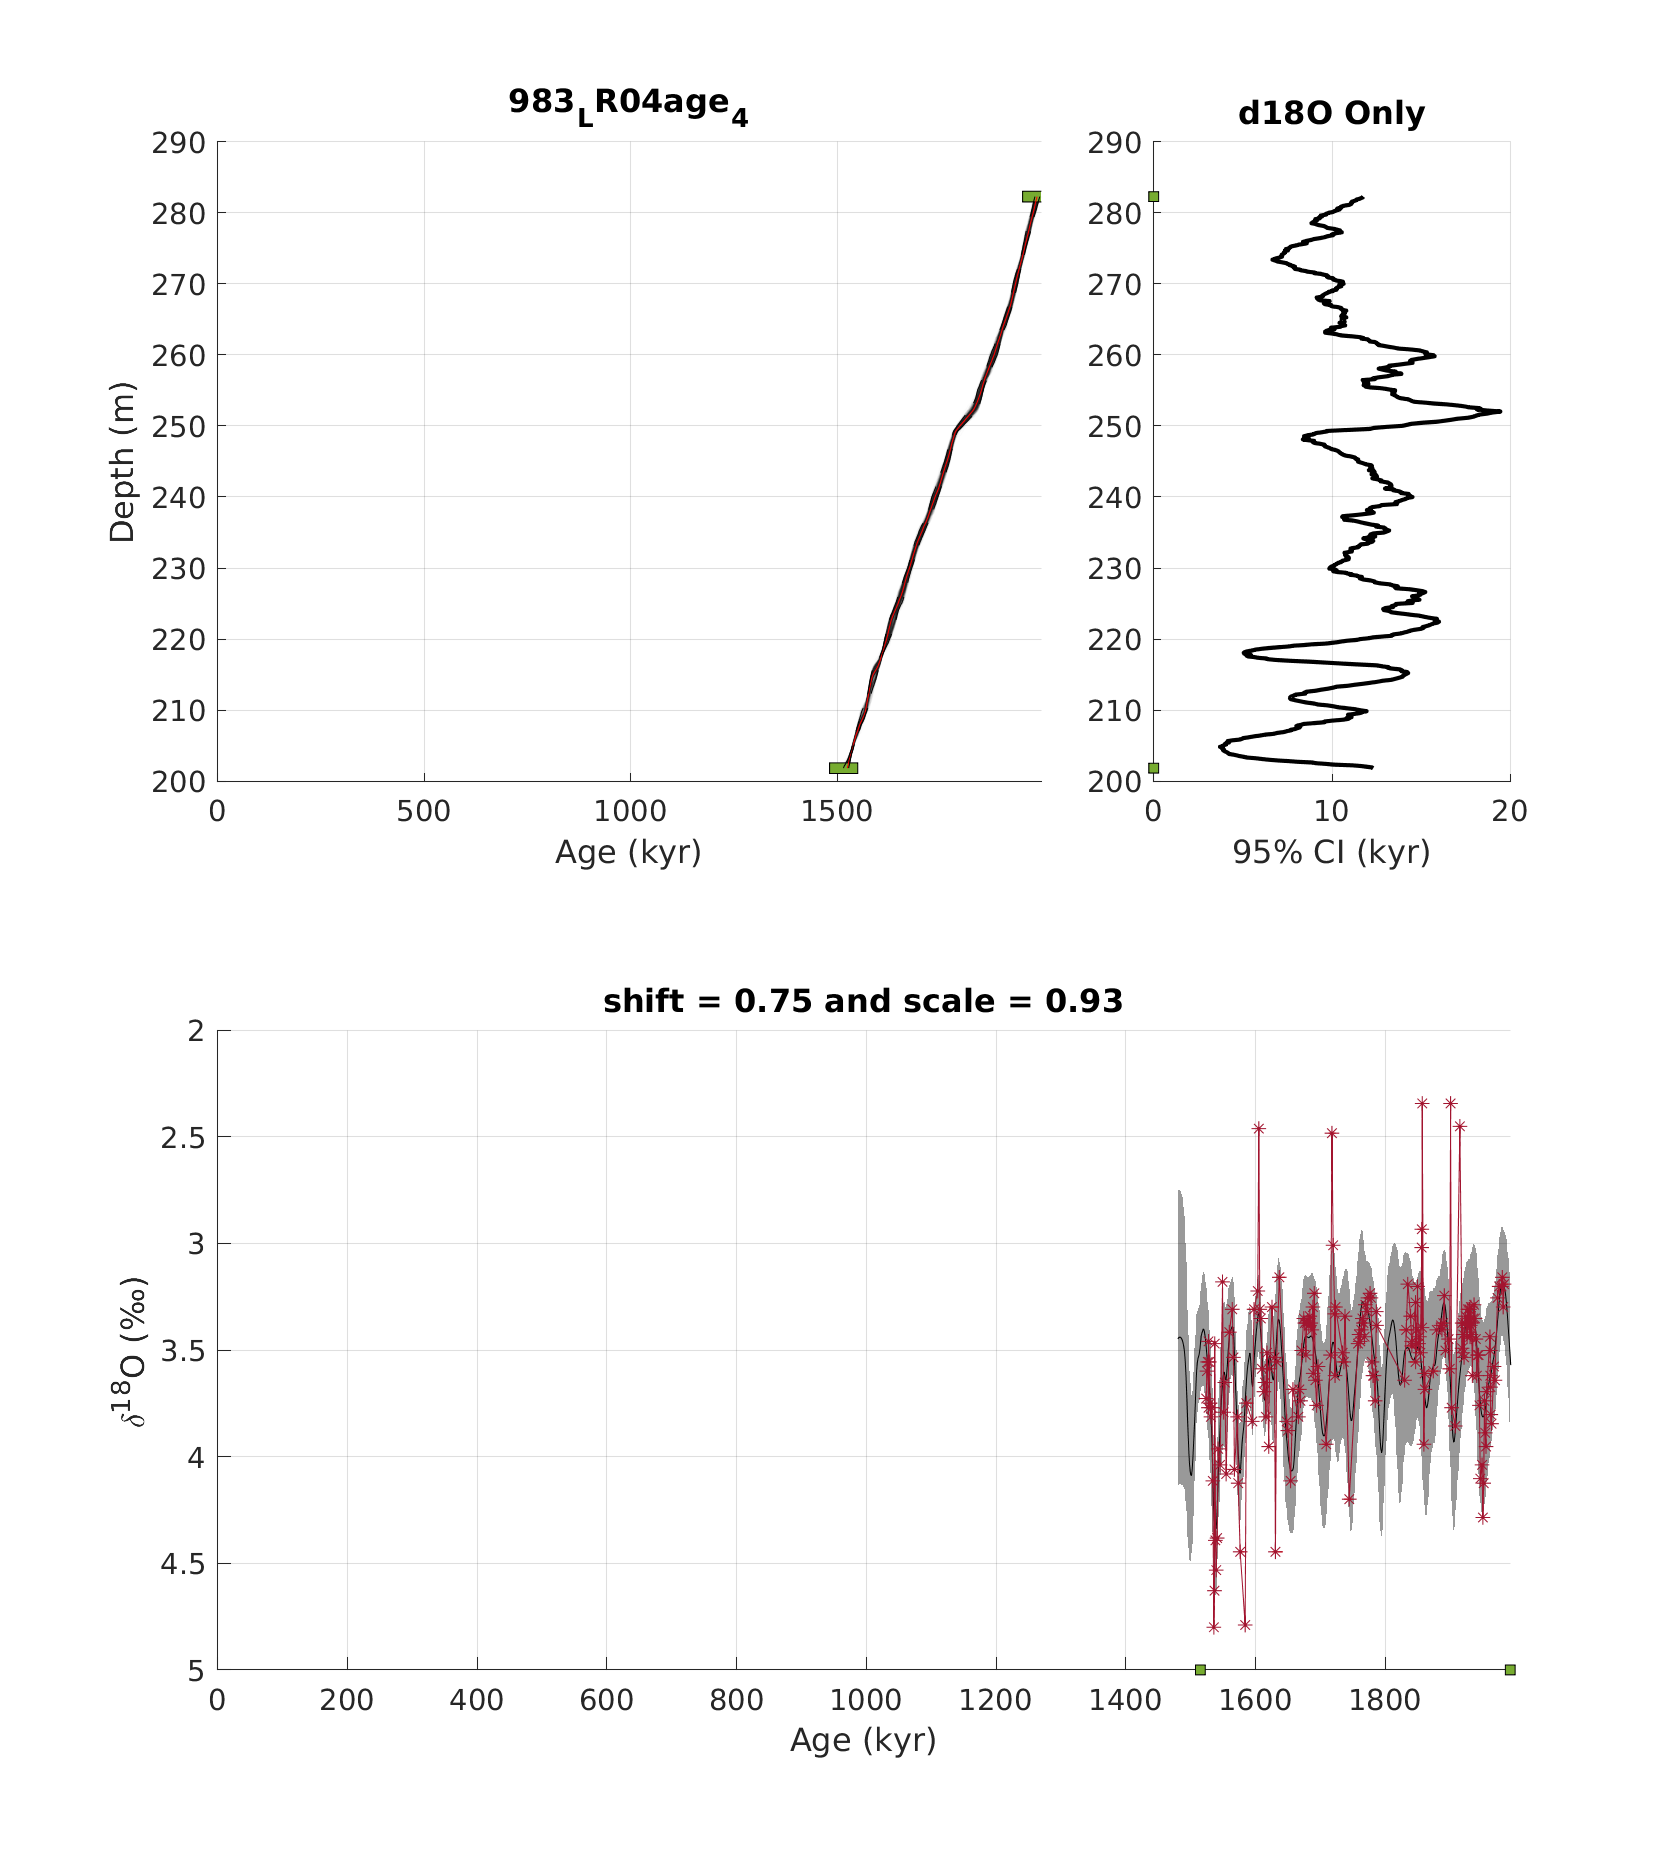 983_LR04age_4
d18O Only
290
280
270
260
250
240
230
220
210
200
Depth (m)
0 500 1000 1500
Age (kyr)
290
280
270
260
250
240
230
220
210
200
0 10 20
95% CI (kyr)
shift = 0.75 and scale = 0.93
2
2.5
3
3.5
4
4.5
5
δ¹⁸O (‰)
0 200 400 600 800 1000 1200 1400 1600 1800
Age (kyr)